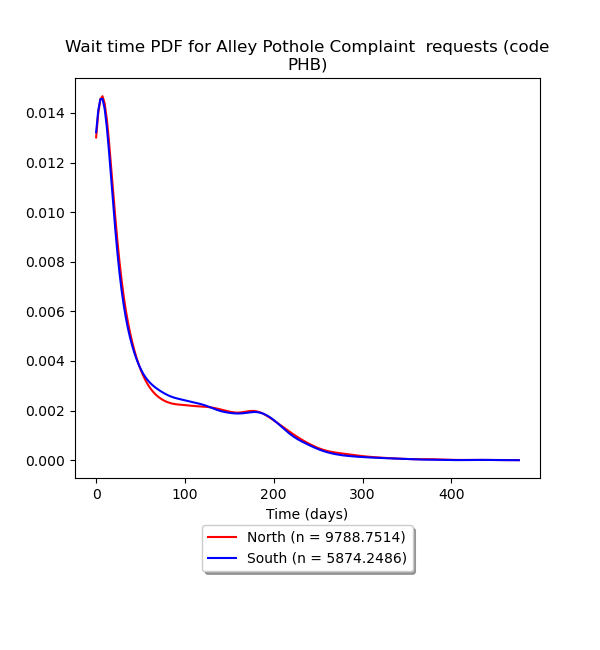 Wait time PDF for Alley Pothole Complaint  requests (code
PHB)
0.014
0.012
0.010
0.008
0.006
0.004
0.002
0.000
0 100 200 300 400
Time (days)
North (n = 9788.7514)
South (n = 5874.2486)